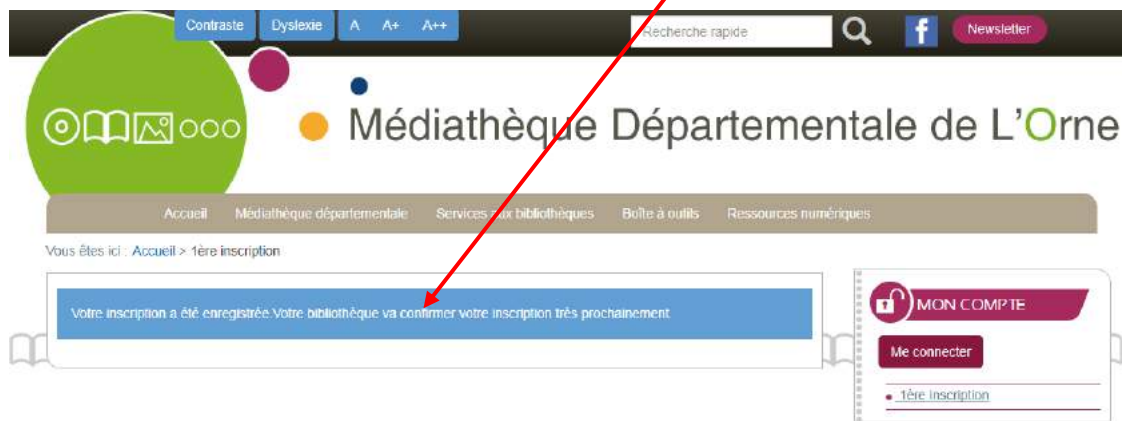 Contraste Dyslexie A A+ A++
Recherche rapide
f Newsletter
Médiathèque Départementale de L'Orne
Accueil Médiathèque départementale Services aux bibliothèques Boîte à outils Ressources numériques
Vous êtes ici : Accueil > 1ère inscription
Votre inscription a été enregistrée.Votre bibliothèque va confirmer votre inscription très prochainement
MON COMPTE
Me connecter
1ère inscription